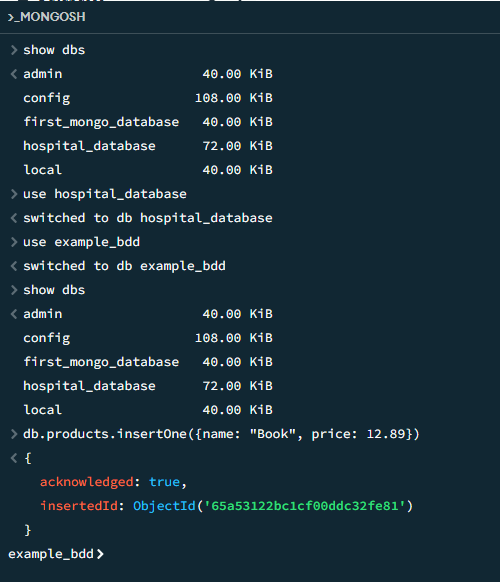 >_MONGOSH
> show dbs
< admin 40.00 KiB
config 108.00 KiB
first_mongo_database 40.00 KiB
hospital_database 72.00 KiB
local 40.00 KiB
> use hospital_database
< switched to db hospital_database
> use example_bdd
< switched to db example_bdd
> show dbs
< admin 40.00 KiB
config 108.00 KiB
first_mongo_database 40.00 KiB
hospital_database 72.00 KiB
local 40.00 KiB
> db.products.insertOne({name: "Book", price: 12.89})
< {
acknowledged: true,
insertedId: ObjectId('65a53122bc1cf00ddc32fe81')
}
example_bdd>